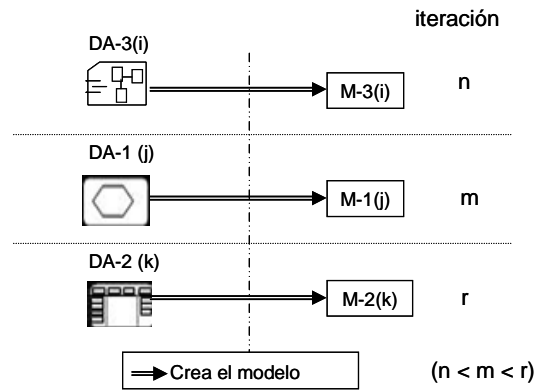 iteración
DA-3(i)
M-3(i)
n
DA-1 (j)
M-1(j)
m
DA-2 (k)
M-2(k)
r
Crea el modelo
(n < m < r)